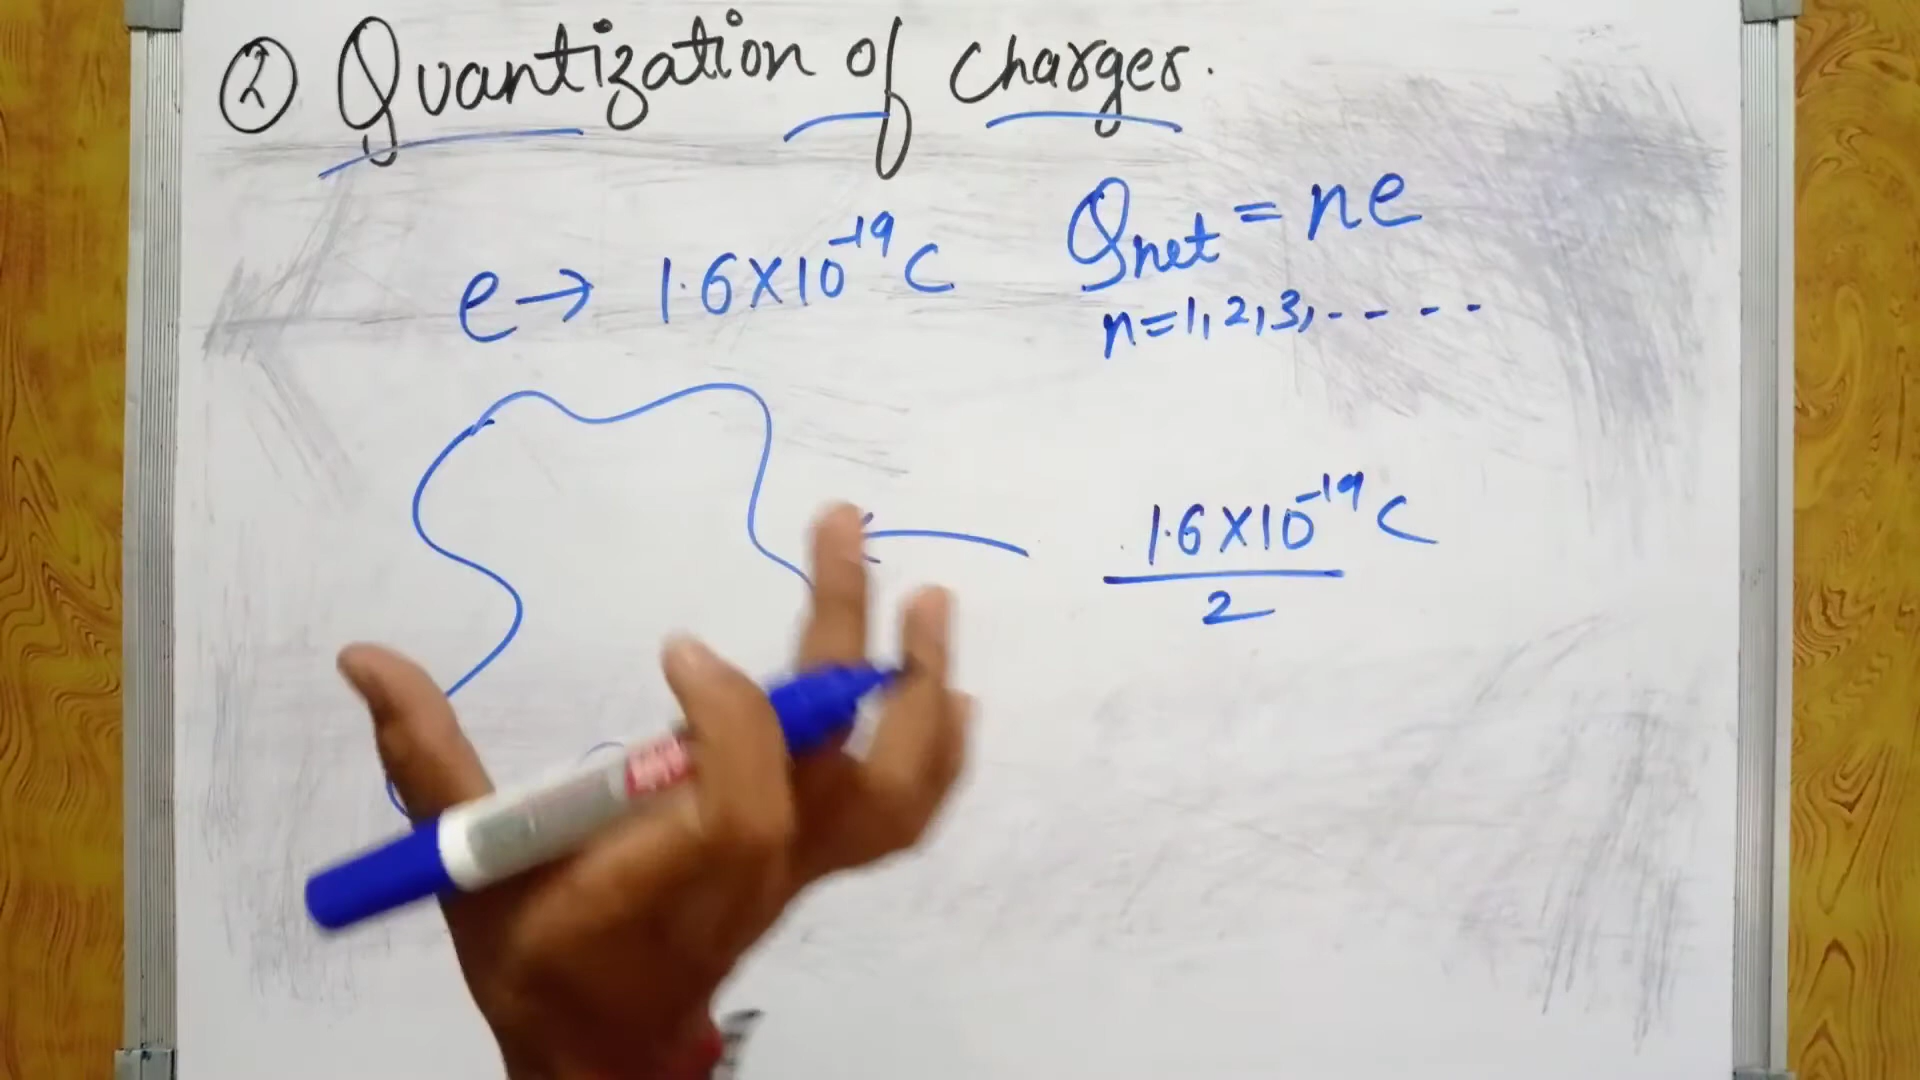 ② Quantization of Charges.
e → 1.6×10⁻¹⁹ C
Qnet = ne
n=1,2,3,-----
1.6×10⁻¹⁹ C
2